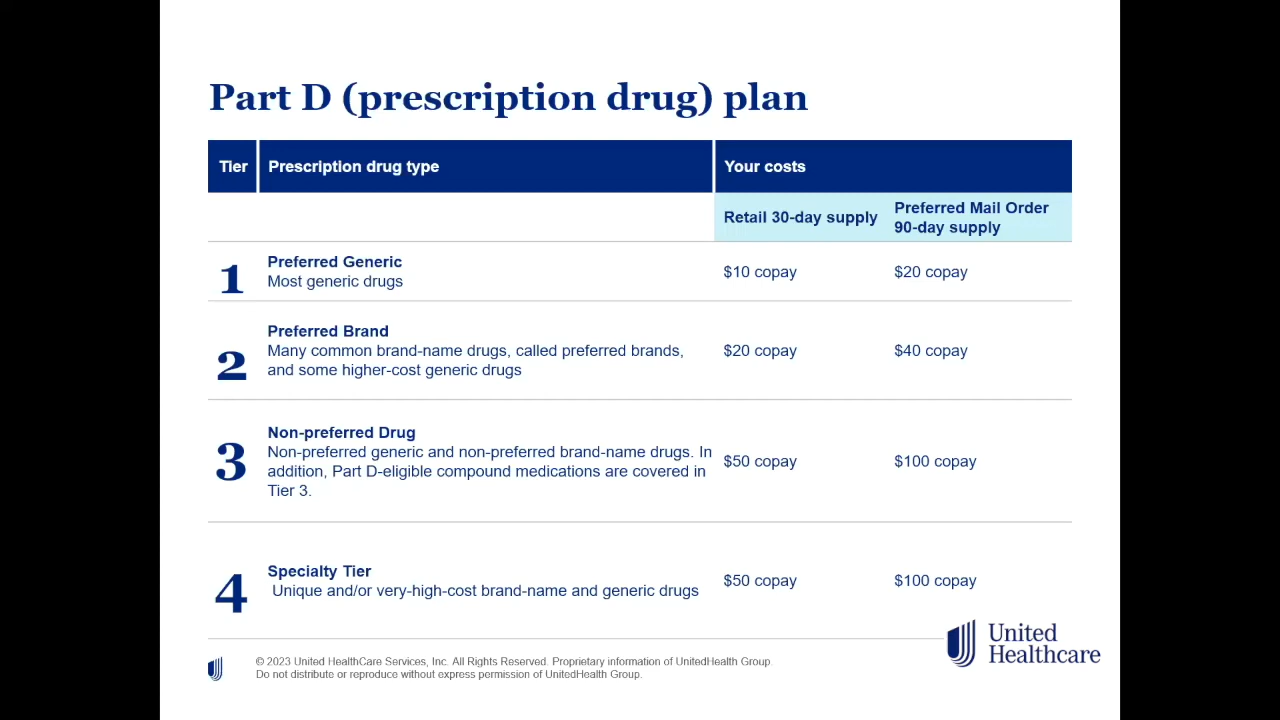 Part D (prescription drug) plan
Tier Prescription drug type Your costs
Retail 30-day supply Preferred Mail Order
90-day supply
1 Preferred Generic
Most generic drugs $10 copay $20 copay
2 Preferred Brand
Many common brand-name drugs, called preferred brands, $20 copay $40 copay
and some higher-cost generic drugs
3 Non-preferred Drug
Non-preferred generic and non-preferred brand-name drugs. In
addition, Part D-eligible compound medications are covered in
Tier 3.
$50 copay $100 copay
4 Specialty Tier
Unique and/or very-high-cost brand-name and generic drugs
$50 copay $100 copay
© 2023 United HealthCare Services, Inc. All Rights Reserved. Proprietary information of UnitedHealth Group.
Do not distribute or reproduce without express permission of UnitedHealth Group.
United
Healthcare